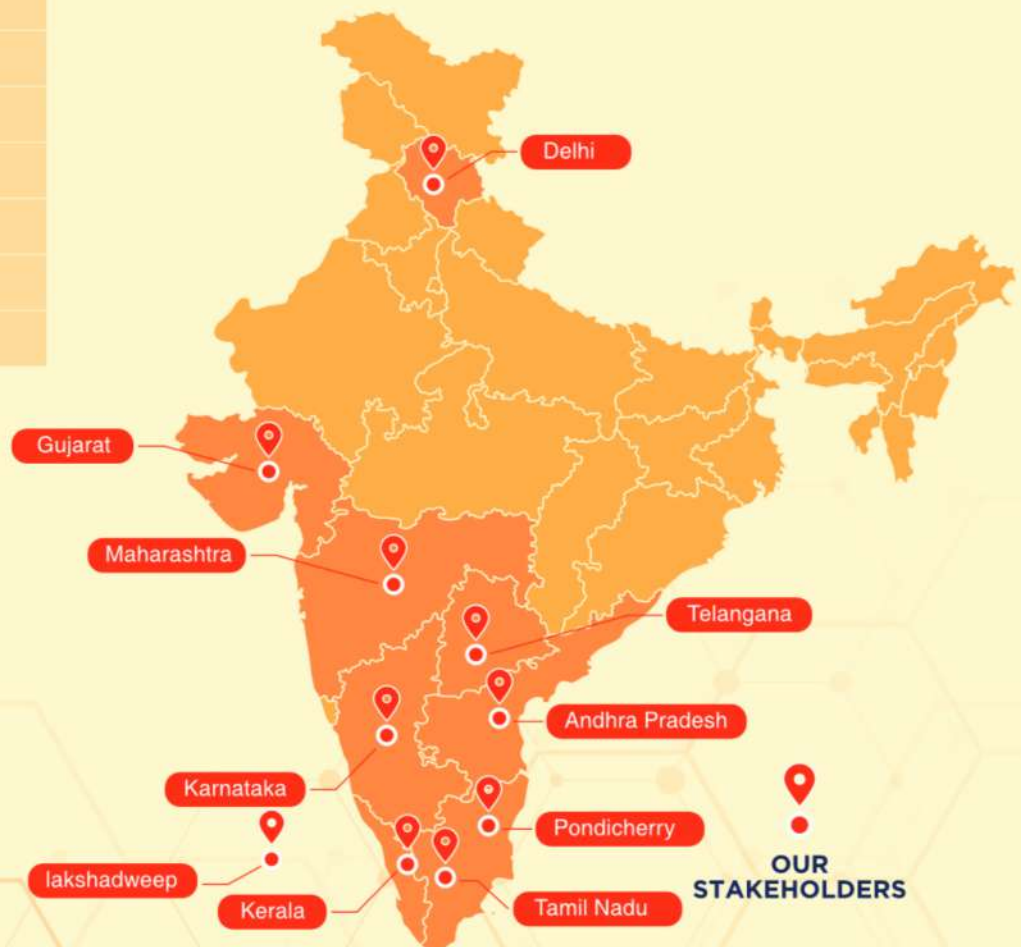 Delhi
Gujarat
Maharashtra
Telangana
Andhra Pradesh
Karnataka
Pondicherry
lakshadweep
Kerala
Tamil Nadu
OUR
STAKEHOLDERS